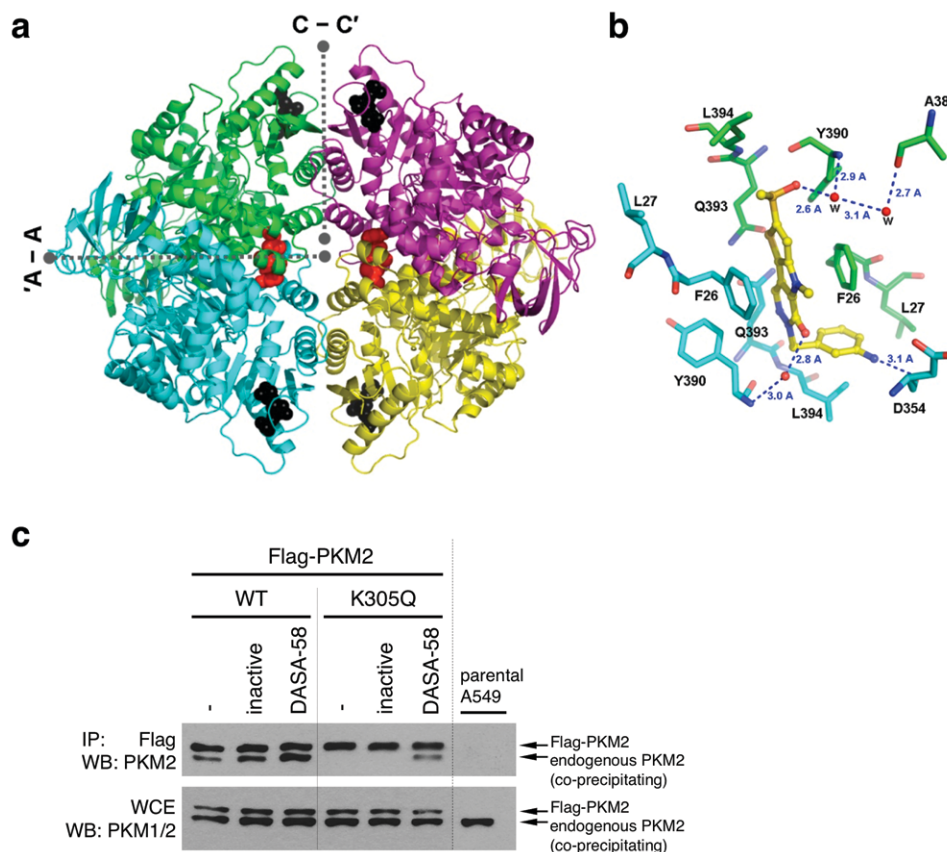 a
C – C′
′A – A
b
L394
Y390
A38
2.9 A
2.7 A
L27
Q393
2.6 A
3.1 A
W
W
F26
F26
L27
Q393
2.8 A
3.1 A
Y390
3.0 A
L394
D354
c
Flag-PKM2
WT
K305Q
-
inactive
DASA-58
-
inactive
DASA-58
parental
A549
IP: Flag
WB: PKM2
Flag-PKM2
endogenous PKM2
(co-precipitating)
WCE
WB: PKM1/2
Flag-PKM2
endogenous PKM2
(co-precipitating)